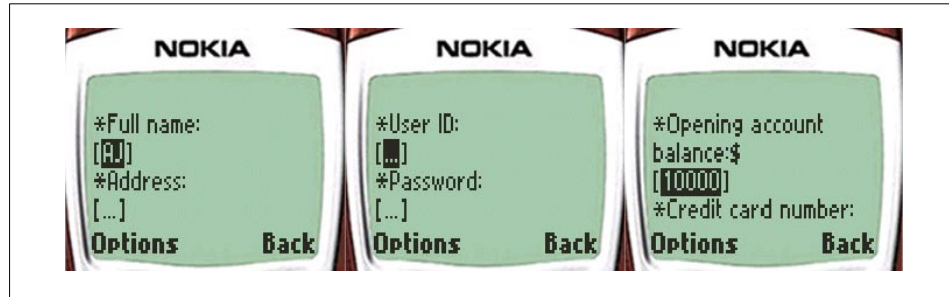 NOKIA
*Full name:
[AJ]
*Address:
[...]
Options Back
NOKIA
*User ID:
[...]
*Password:
[...]
Options Back
NOKIA
*Opening account
balance:$
[10000]
*Credit card number:
Options Back